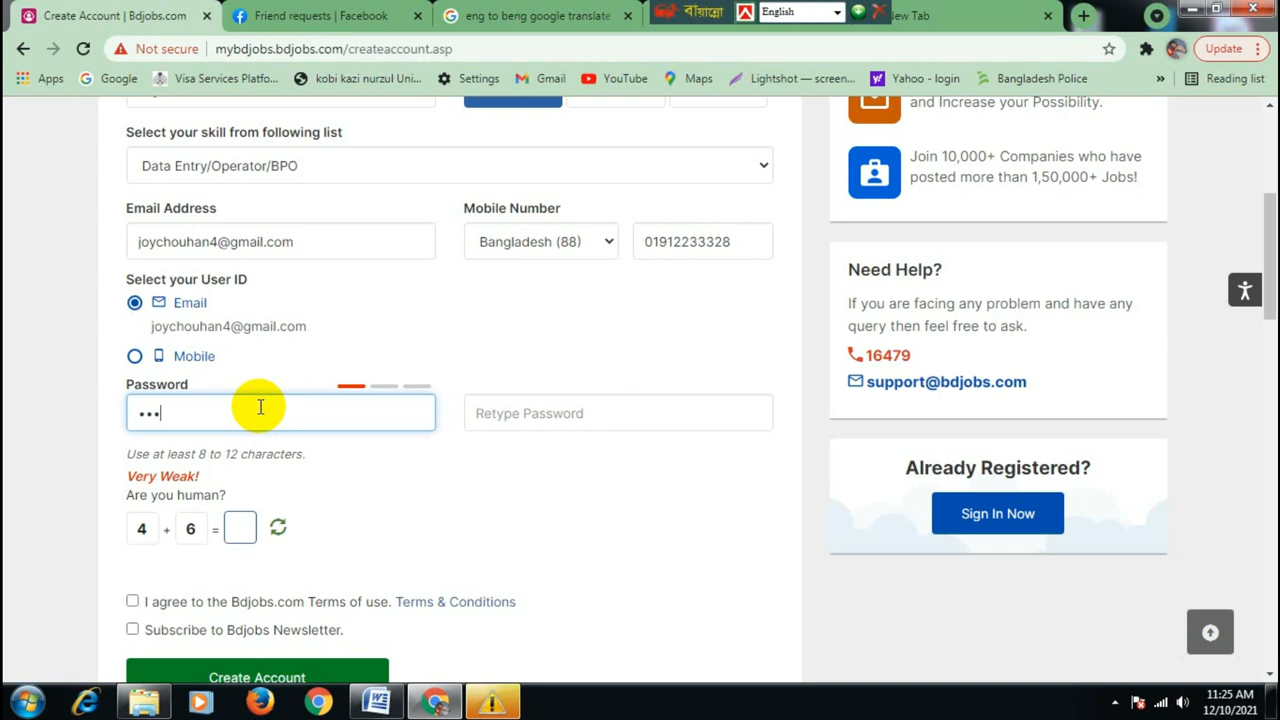 Create Account | Bdjobs.com
Friend requests | Facebook
eng to beng google translate
বায়ান্নো
English
New Tab
Not secure
mybdjobs.bdjobs.com/createaccount.asp
Update
Apps
Google
Visa Services Platfo...
kobi kazi nurzul Uni...
Settings
Gmail
YouTube
Maps
Lightshot — screen...
Yahoo - login
Bangladesh Police
»
Reading list
and Increase your Possibility.
Select your skill from following list
Data Entry/Operator/BPO
Join 10,000+ Companies who have
posted more than 1,50,000+ Jobs!
Email Address
Mobile Number
joychouhan4@gmail.com
Bangladesh (88)
01912233328
Select your User ID
Email
joychouhan4@gmail.com
Mobile
Need Help?
If you are facing any problem and have any
query then feel free to ask.
16479
support@bdjobs.com
Password
•••
Retype Password
Use at least 8 to 12 characters.
Very Weak!
Are you human?
4 + 6 =
Already Registered?
Sign In Now
I agree to the Bdjobs.com Terms of use. Terms & Conditions
Subscribe to Bdjobs Newsletter.
Create Account
11:25 AM
12/10/2021